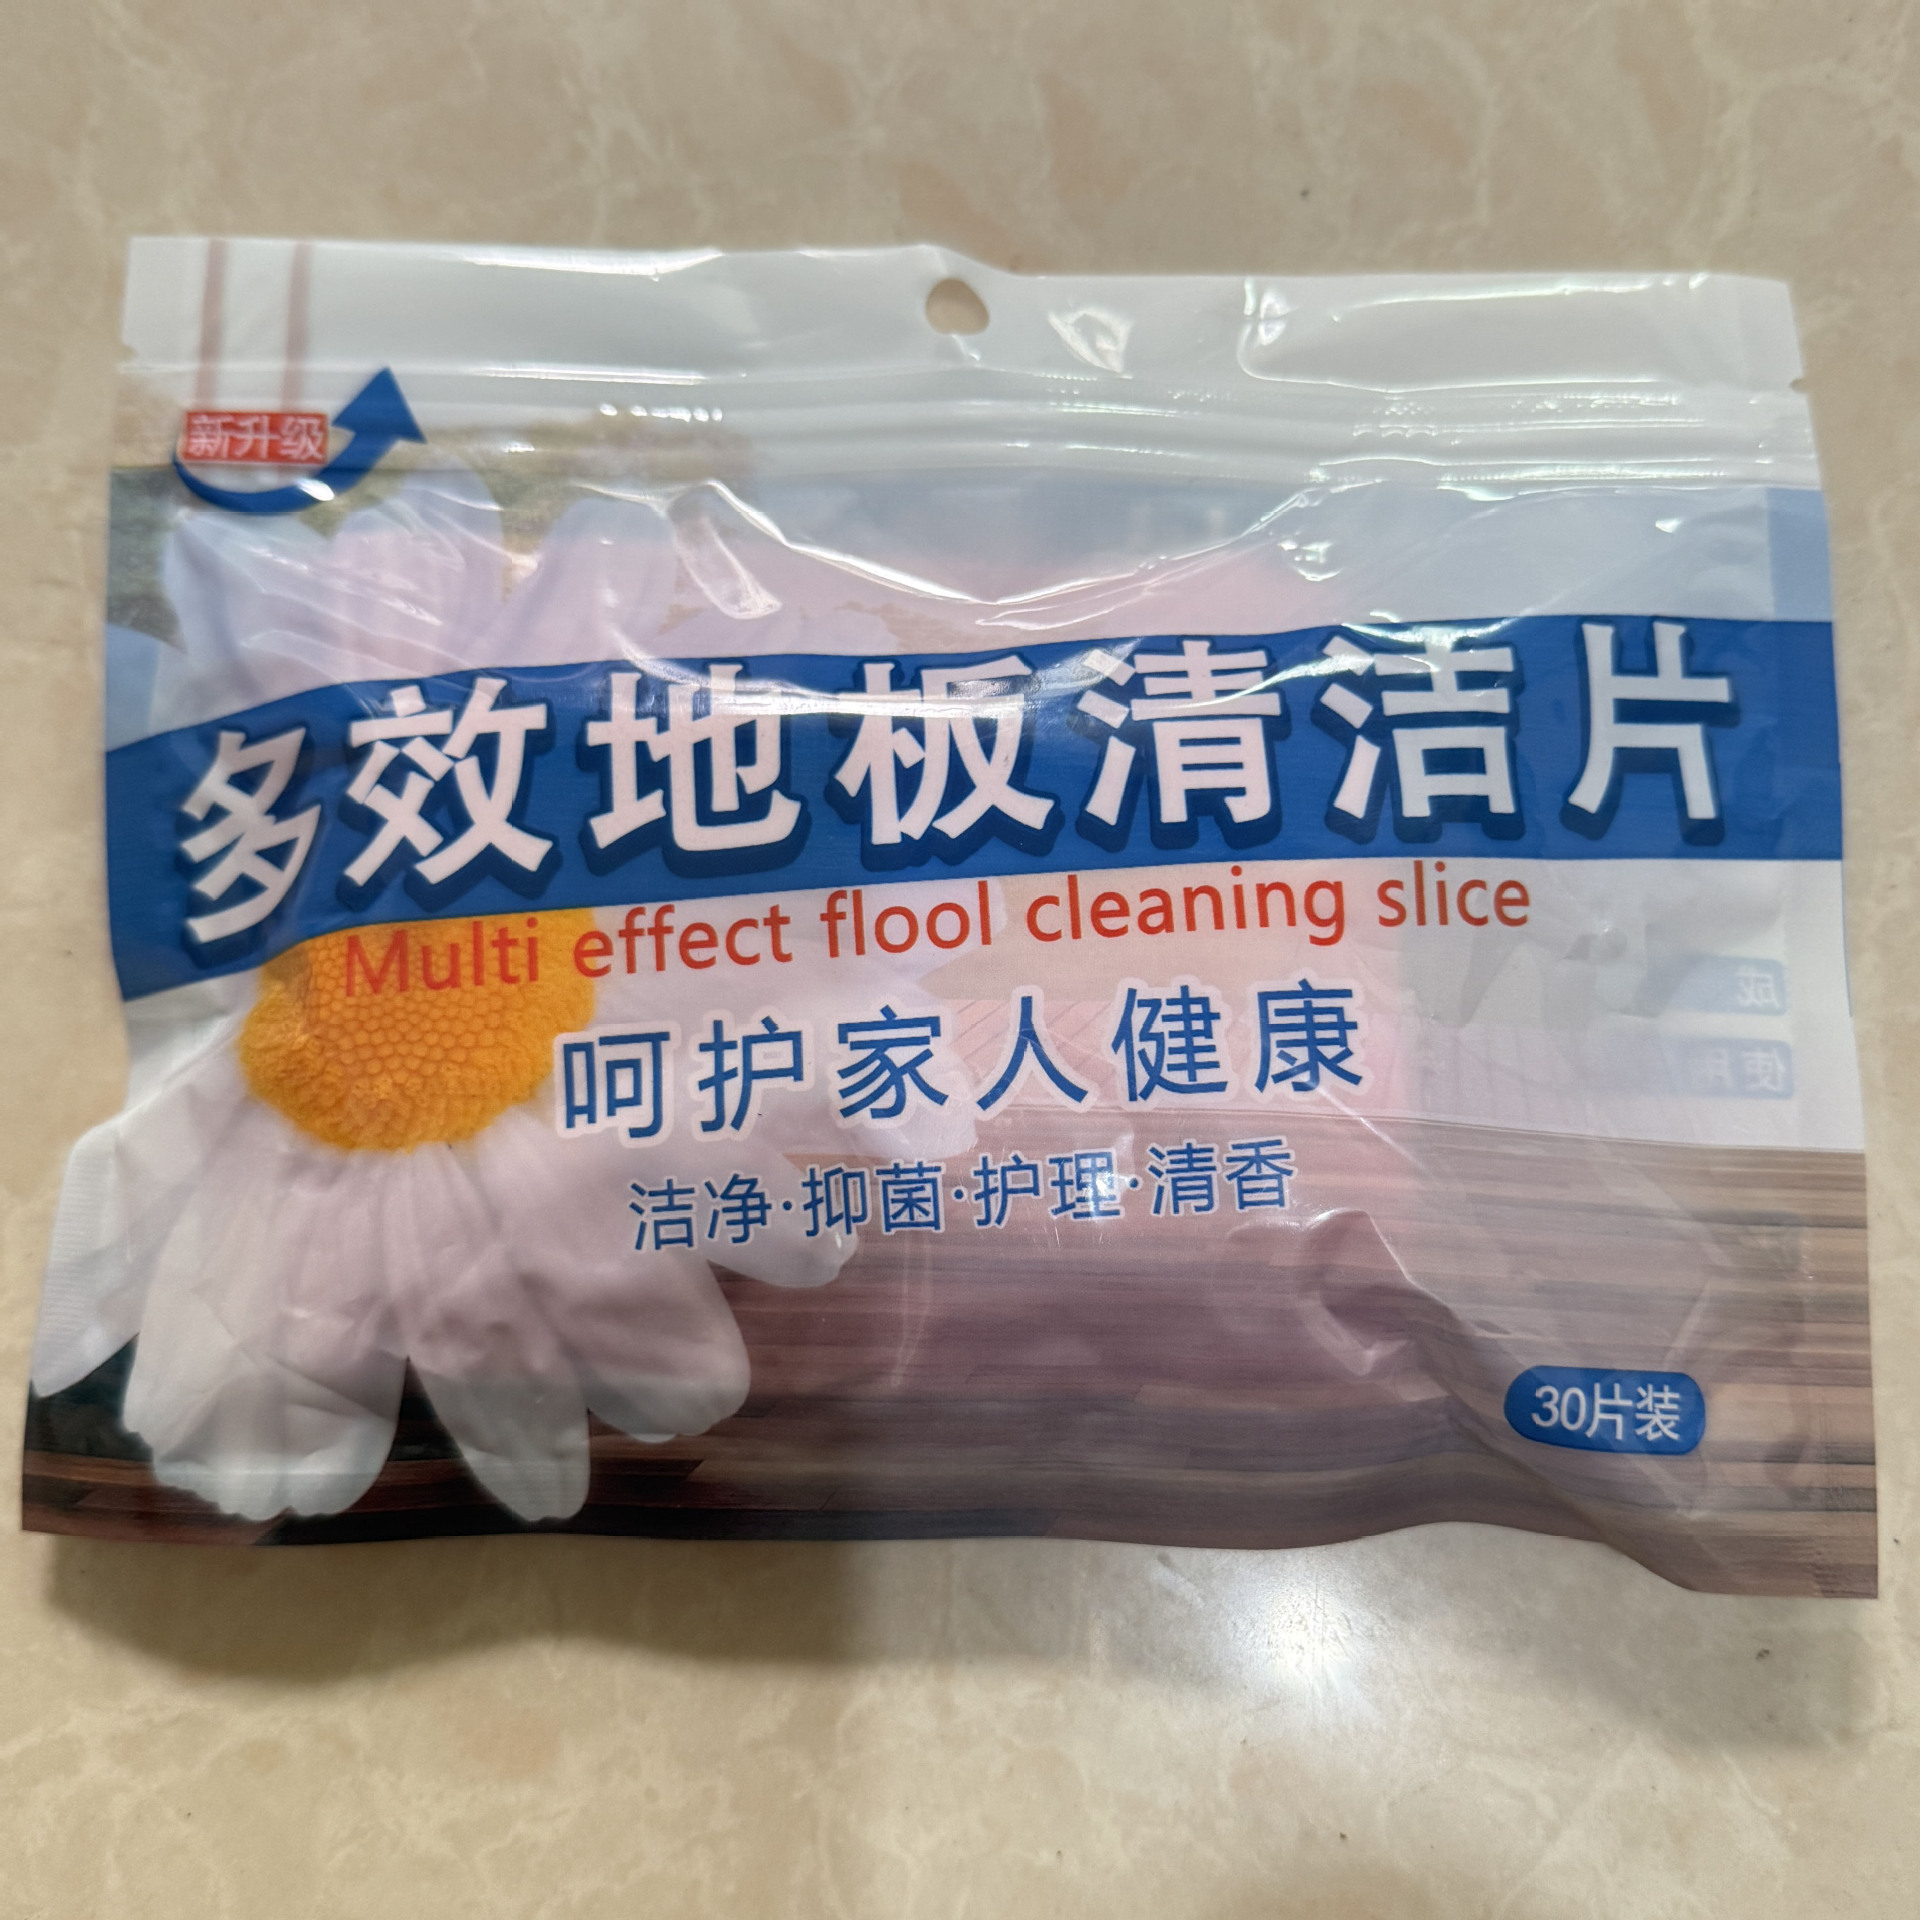 新升级
多效地板清洁片
Multi effect flool cleaning slice
呵护家人健康
洁净·抑菌·护理·清香
30片装